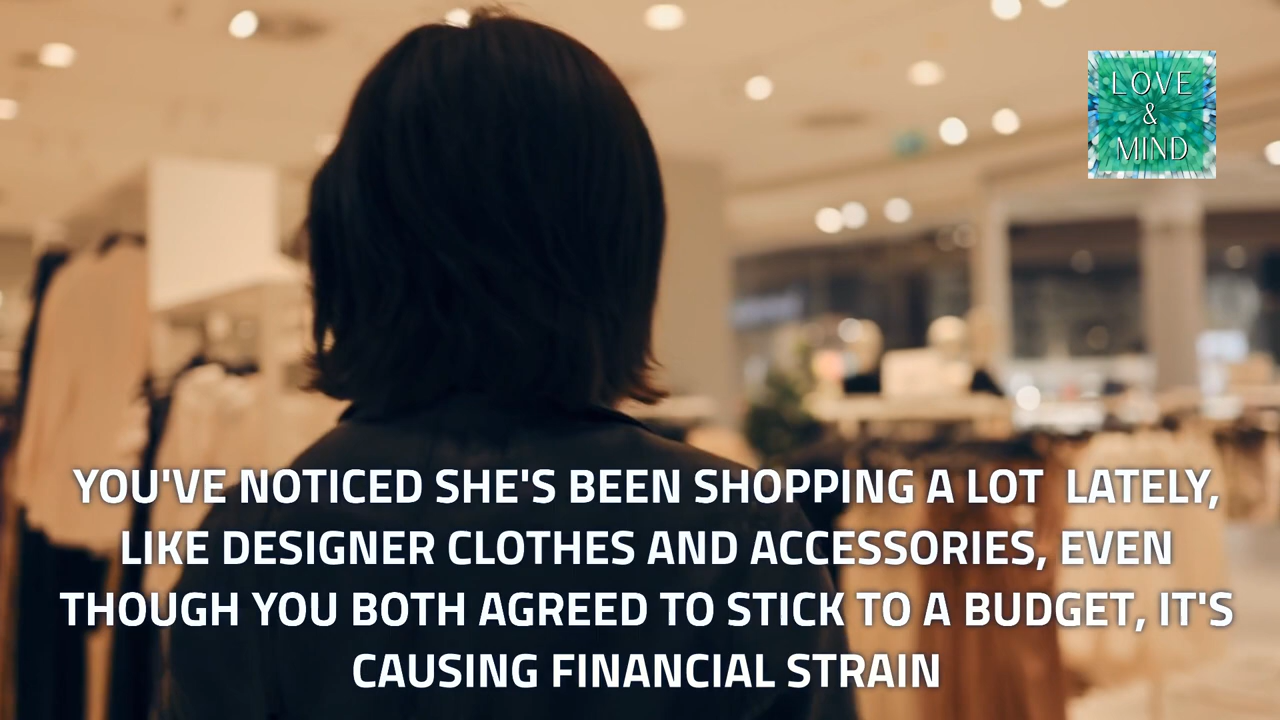 LOVE
&
MIND
YOU'VE NOTICED SHE'S BEEN SHOPPING A LOT  LATELY,
LIKE DESIGNER CLOTHES AND ACCESSORIES, EVEN
THOUGH YOU BOTH AGREED TO STICK TO A BUDGET, IT'S
CAUSING FINANCIAL STRAIN